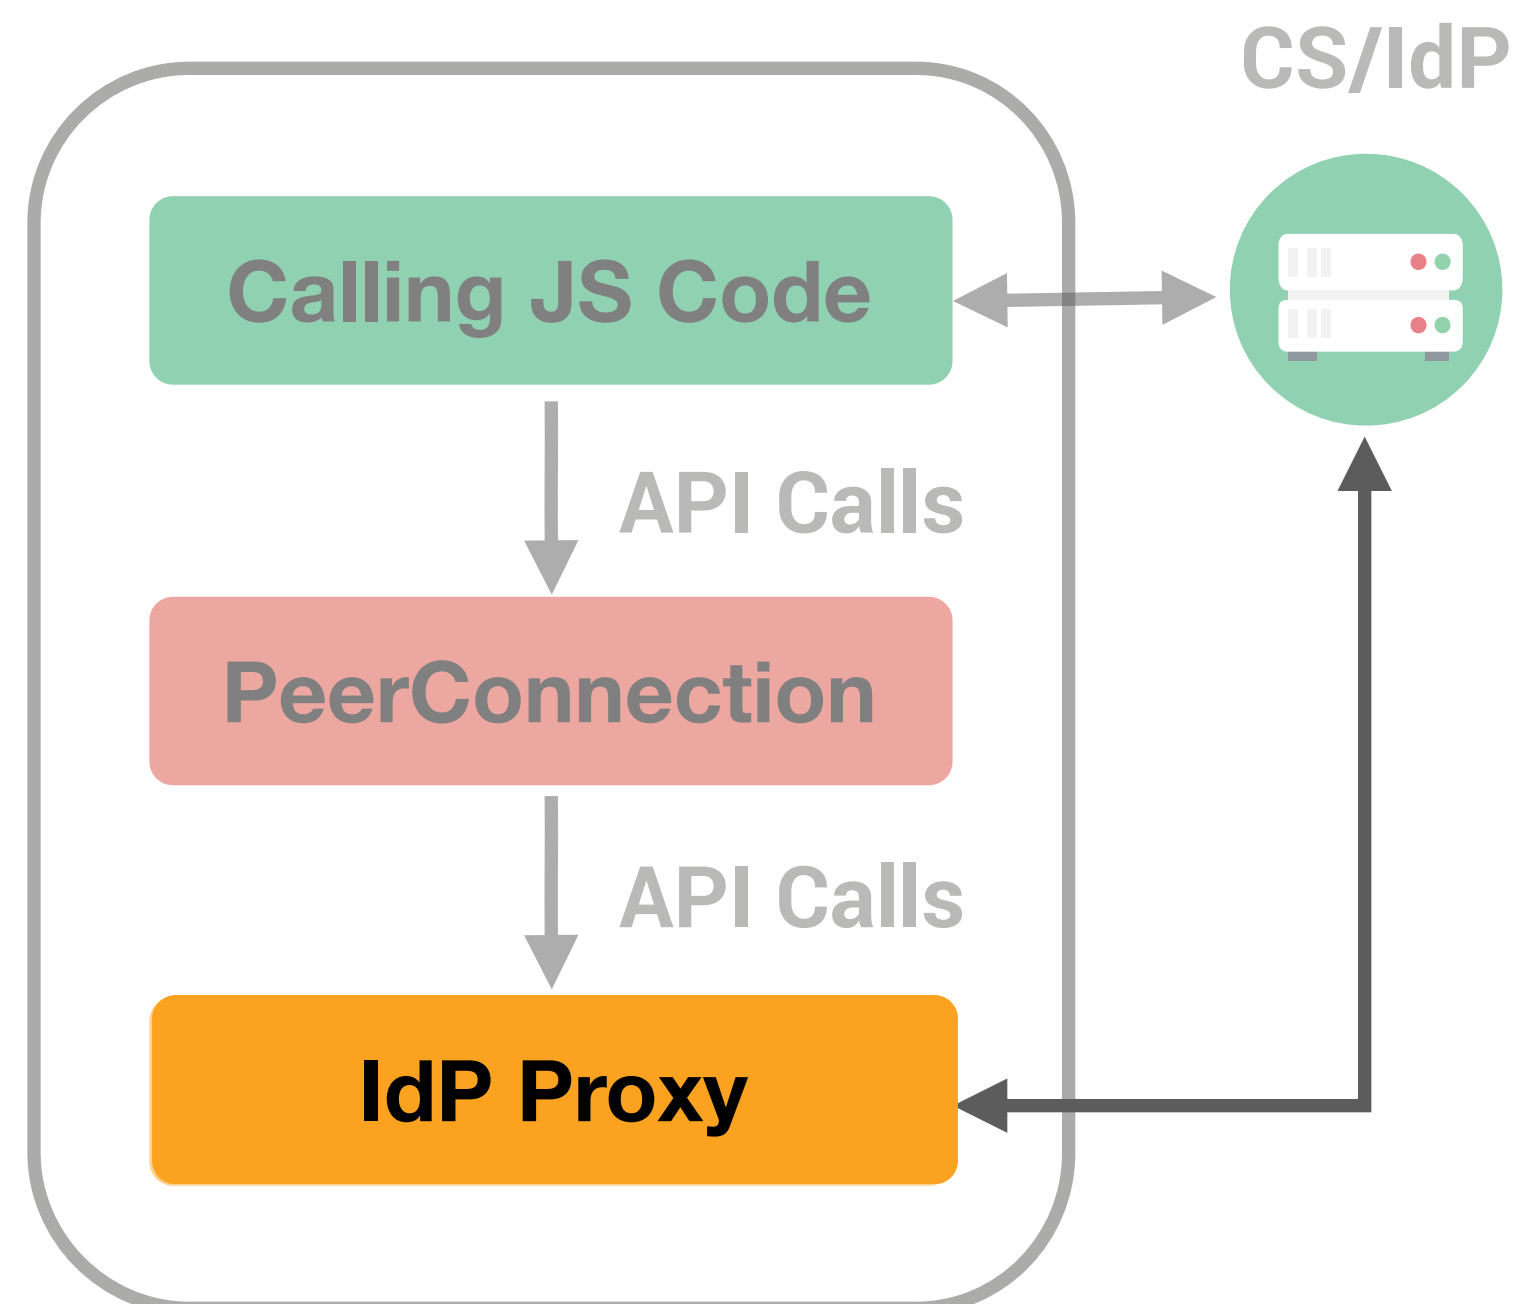 CS/IdP
Calling JS Code
API Calls
PeerConnection
API Calls
IdP Proxy